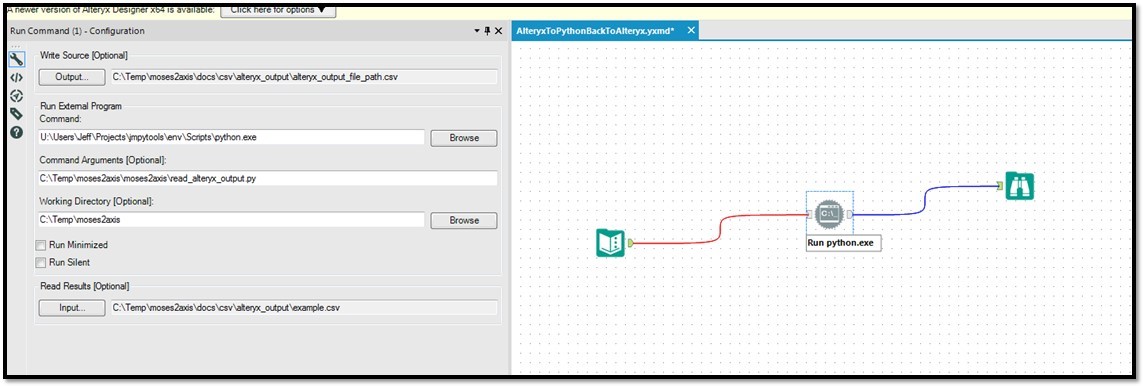 A newer version of Alteryx Designer x64 is available:
Click here for options ▼
Run Command (1) - Configuration
AlteryxToPythonBackToAlteryx.yxmd*
Write Source [Optional]
Output...
C:\Temp\moses2axis\docs\csv\alteryx_output\alteryx_output_file_path.csv
Run External Program
Command:
U:\Users\Jeff\Projects\jmpytools\env\Scripts\python.exe
Browse
Command Arguments [Optional]:
C:\Temp\moses2axis\moses2axis\read_alteryx_output.py
Working Directory [Optional]:
C:\Temp\moses2axis
Browse
Run Minimized
Run Silent
Read Results [Optional]
Input...
C:\Temp\moses2axis\docs\csv\alteryx_output\example.csv
C:\_
Run python.exe